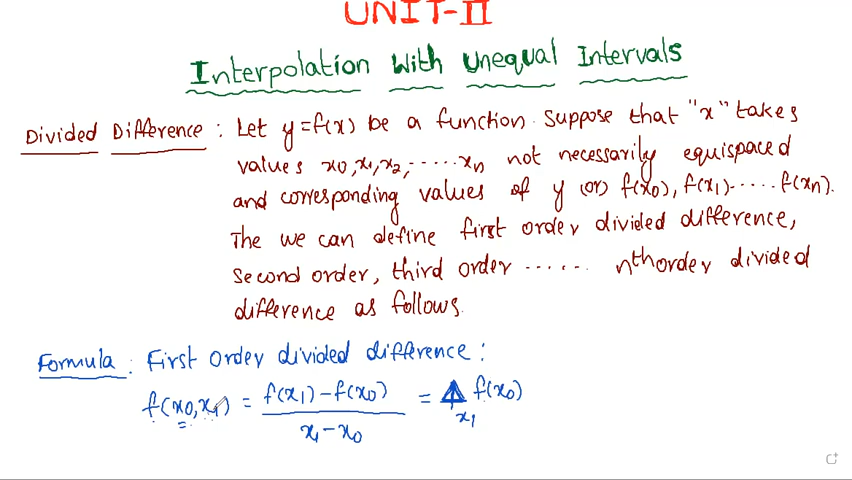 UNIT-II
Interpolation With Unequal Intervals
Divided Difference : Let y=f(x) be a function. Suppose that "x" takes
values x0, x1, x2, ...... xn not necessarily equispaced
and corresponding values of y (or) f(x0), f(x1)...... f(xn).
The we can define first order divided difference,
second order, third order ...... nth order divided
difference as follows.
Formula : First order divided difference :
f(x0, x1) = f(x1) - f(x0) / x1 - x0 = ⍋ f(x0)
x1